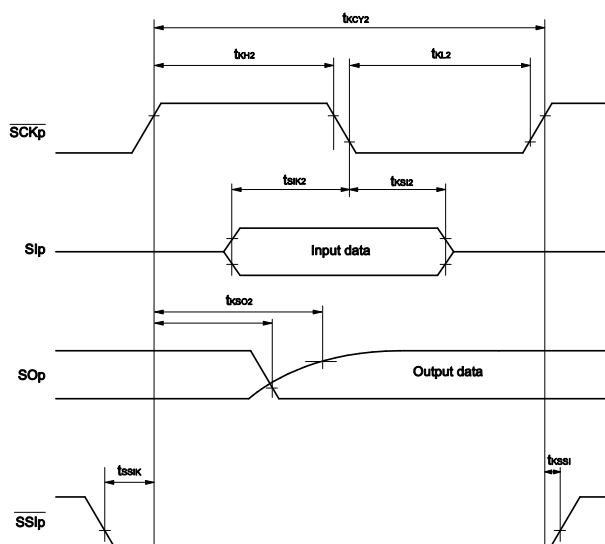 tKCY2
tKH2
tKL2
SCKp
tSIK2
tKSI2
SIp
Input data
tKSO2
SOp
Output data
tSSIK
tKSSI
SSIp